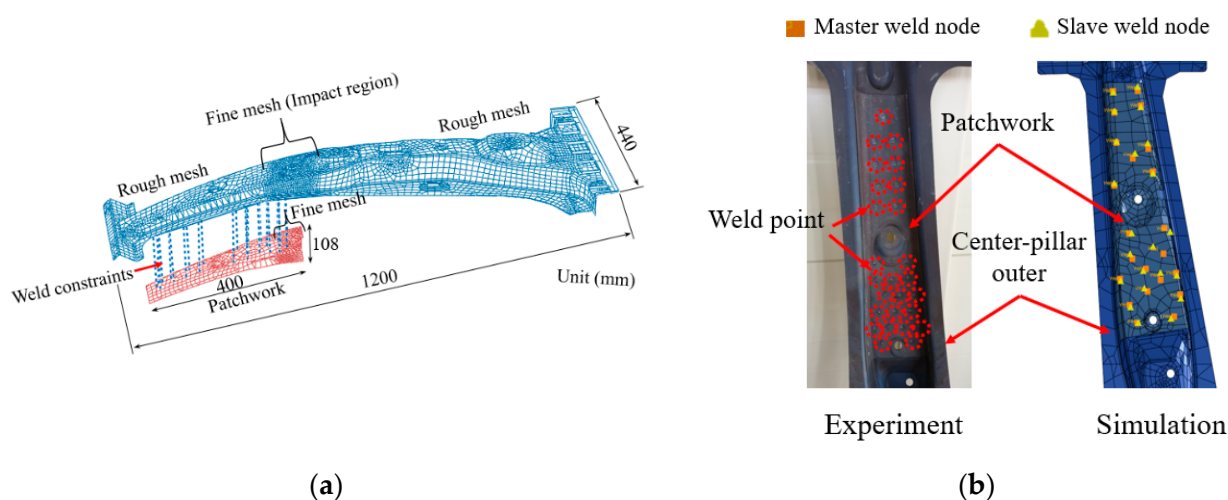 Fine mesh (Impact region)
Rough mesh
440
Rough mesh
Fine mesh
108
Weld constraints
400
Patchwork
1200
Unit (mm)
(a)
Master weld node
Slave weld node
Patchwork
Weld point
Center-pillar
outer
Experiment
Simulation
(b)